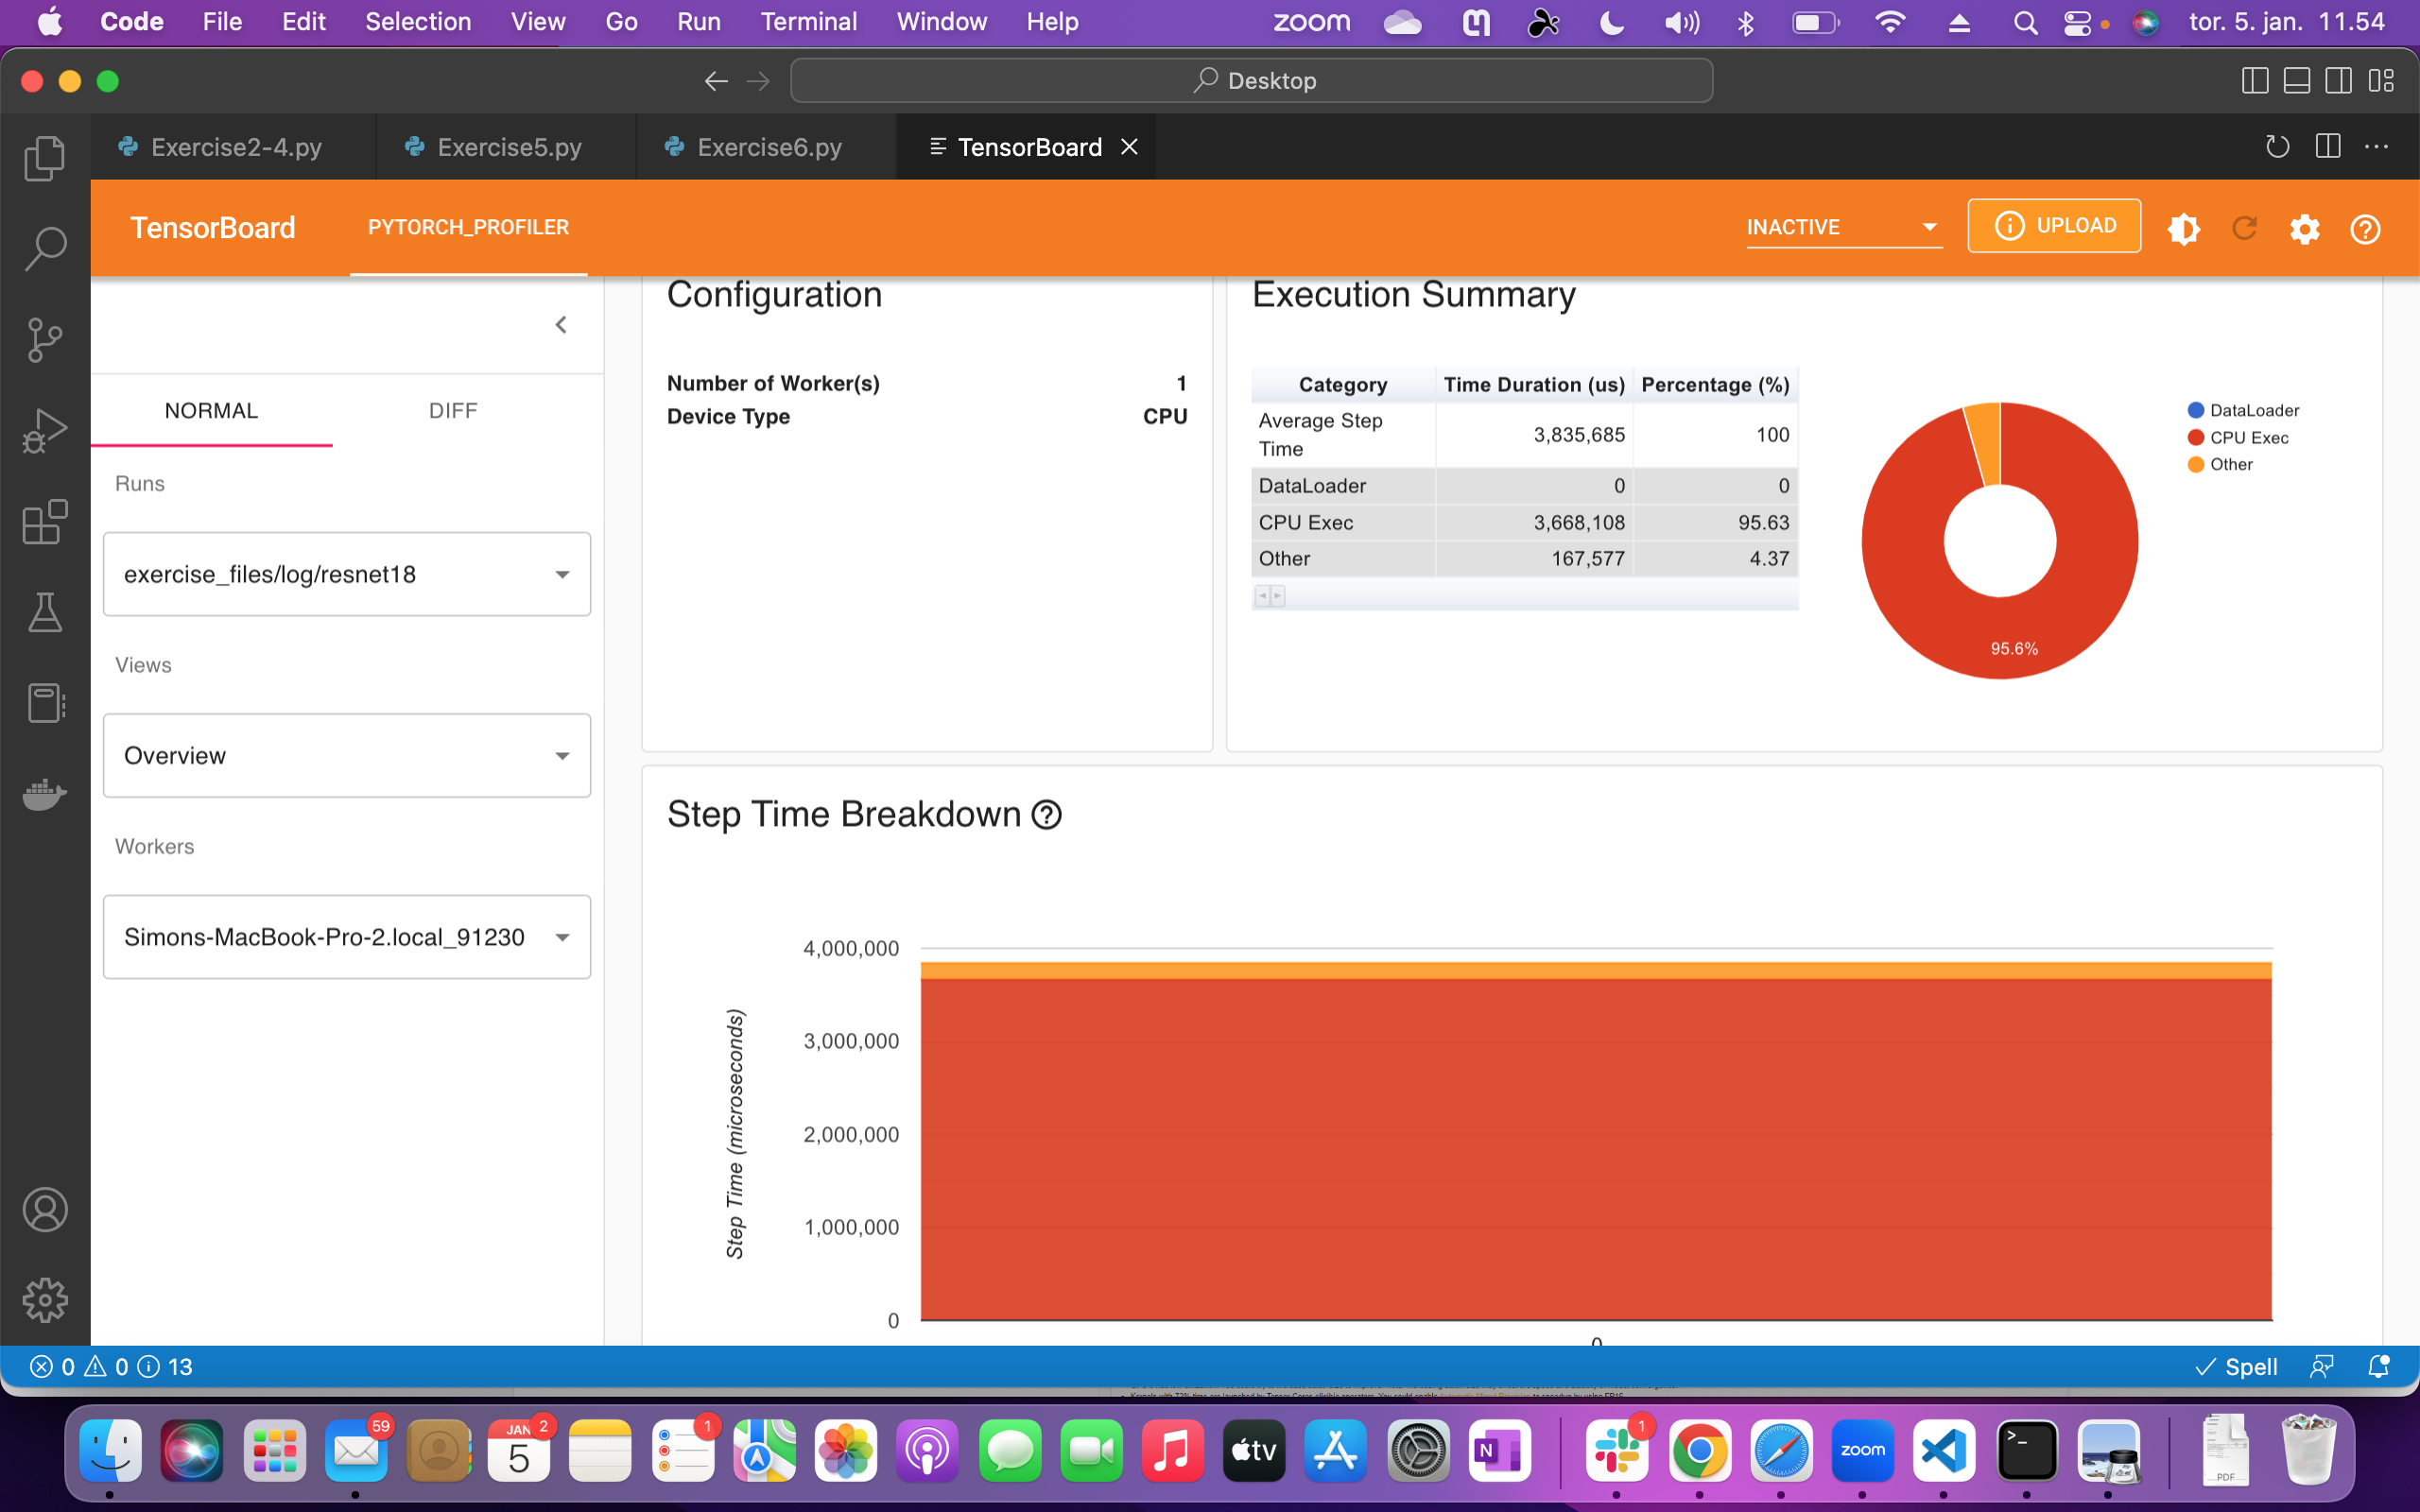 Code File Edit Selection View Go Run Terminal Window Help zoom tor. 5. jan. 11.54
Desktop
Exercise2-4.py Exercise5.py Exercise6.py TensorBoard
TensorBoard PYTORCH_PROFILER INACTIVE UPLOAD
NORMAL DIFF
Runs
exercise_files/log/resnet18
Views
Overview
Workers
Simons-MacBook-Pro-2.local_91230
Configuration
Number of Worker(s) 1
Device Type CPU
Execution Summary
Category Time Duration (us) Percentage (%)
Average Step
Time 3,835,685 100
DataLoader 0 0
CPU Exec 3,668,108 95.63
Other 167,577 4.37
95.6%
DataLoader
CPU Exec
Other
Step Time Breakdown
Step Time (microseconds)
4,000,000
3,000,000
2,000,000
1,000,000
0
0
0 0 13 Spell
59 JAN 2 1 1
5 tv N zoom >_ PDF